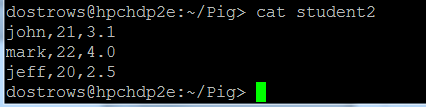 dostrows@hpchdp2e:~/Pig> cat student2
john,21,3.1
mark,22,4.0
jeff,20,2.5
dostrows@hpchdp2e:~/Pig>